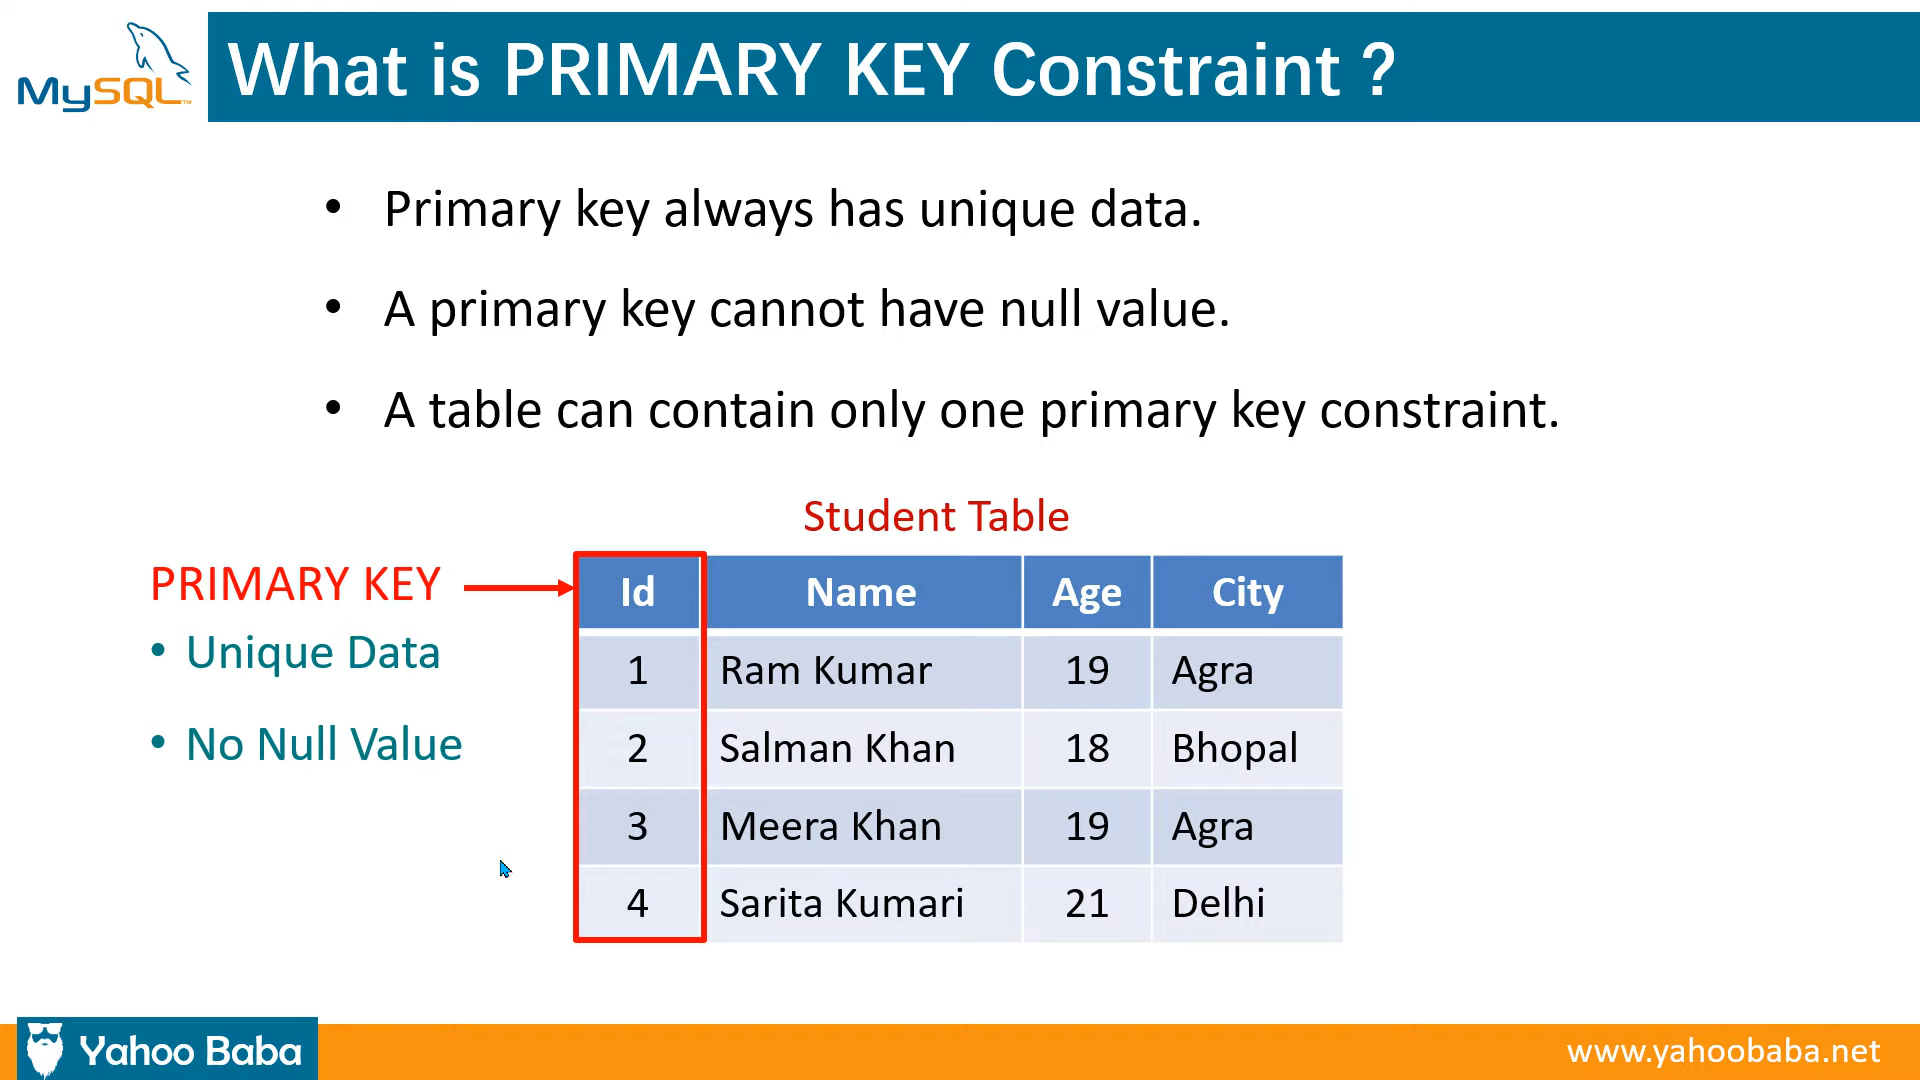 MySQL™
What is PRIMARY KEY Constraint ?
• Primary key always has unique data.
• A primary key cannot have null value.
• A table can contain only one primary key constraint.
Student Table
PRIMARY KEY
• Unique Data
• No Null Value
Id Name Age City
1 Ram Kumar 19 Agra
2 Salman Khan 18 Bhopal
3 Meera Khan 19 Agra
4 Sarita Kumari 21 Delhi
Yahoo Baba
www.yahoobaba.net